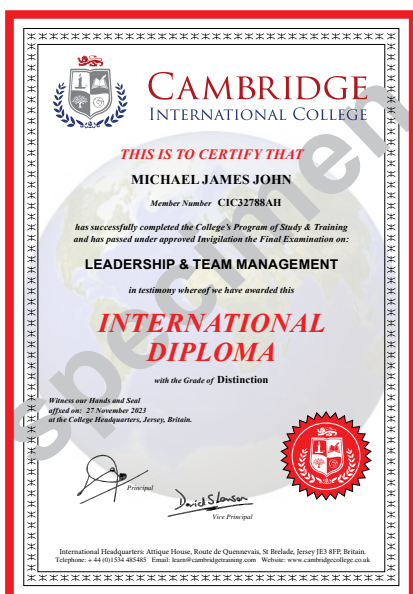 CAMBRIDGE
INTERNATIONAL COLLEGE
THIS IS TO CERTIFY THAT
MICHAEL JAMES JOHN
Member Number CIC32788AH
has successfully completed the College's Program of Study & Training
and has passed under approved Invigilation the Final Examination on:
LEADERSHIP & TEAM MANAGEMENT
in testimony whereof we have awarded this
INTERNATIONAL
DIPLOMA
with the Grade of Distinction
Witness our Hands and Seal
affixed on: 27 November 2023
at the College Headquarters, Jersey, Britain.
Principal
David S Lawson
Vice Principal
International Headquarters: Attique House, Route de Quennevais, St Brelade, Jersey JE3 8FP, Britain.
Telephone: + 44 (0)1534 485485 Email: learn@cambridgetraining.com Website: www.cambridgecollege.co.uk
specimen